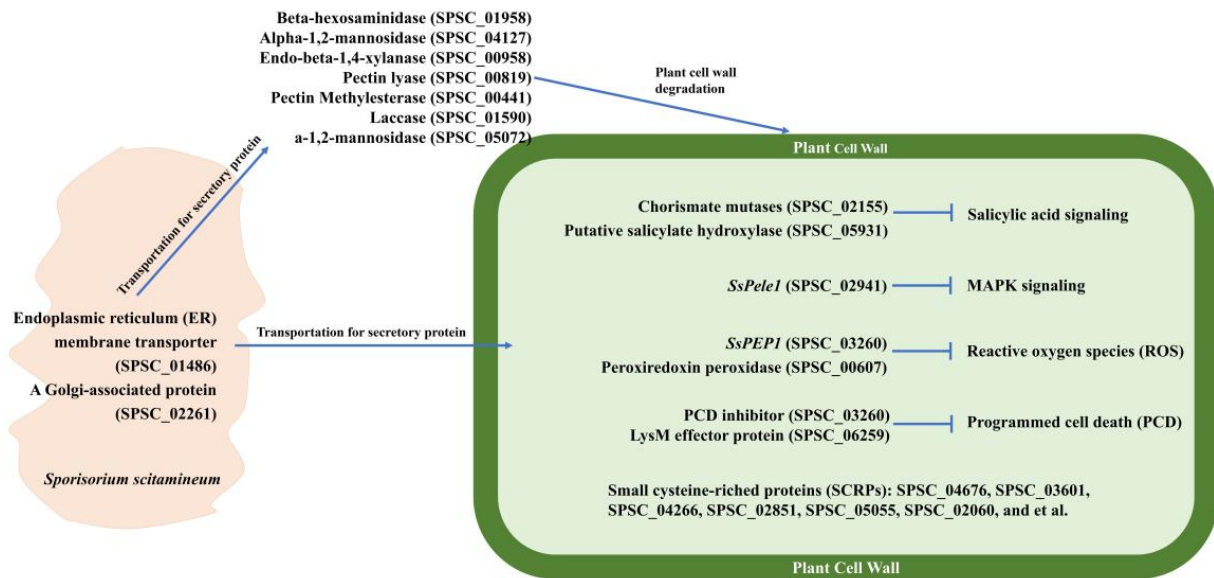 Beta-hexosaminidase (SPSC_01958)
Alpha-1,2-mannosidase (SPSC_04127)
Endo-beta-1,4-xylanase (SPSC_00958)
Pectin lyase (SPSC_00819)
Pectin Methylesterase (SPSC_00441)
Laccase (SPSC_01590)
a-1,2-mannosidase (SPSC_05072)
Plant cell wall
degradation
Transportation for secretory protein
Endoplasmic reticulum (ER)
membrane transporter
(SPSC_01486)
A Golgi-associated protein
(SPSC_02261)
Sporisorium scitamineum
Transportation for secretory protein
Plant Cell Wall
Chorismate mutases (SPSC_02155)
Putative salicylate hydroxylase (SPSC_05931)
Salicylic acid signaling
SsPele1 (SPSC_02941)
MAPK signaling
SsPEP1 (SPSC_03260)
Peroxiredoxin peroxidase (SPSC_00607)
Reactive oxygen species (ROS)
PCD inhibitor (SPSC_03260)
LysM effector protein (SPSC_06259)
Programmed cell death (PCD)
Small cysteine-riched proteins (SCRPs): SPSC_04676, SPSC_03601,
SPSC_04266, SPSC_02851, SPSC_05055, SPSC_02060, and et al.
Plant Cell Wall